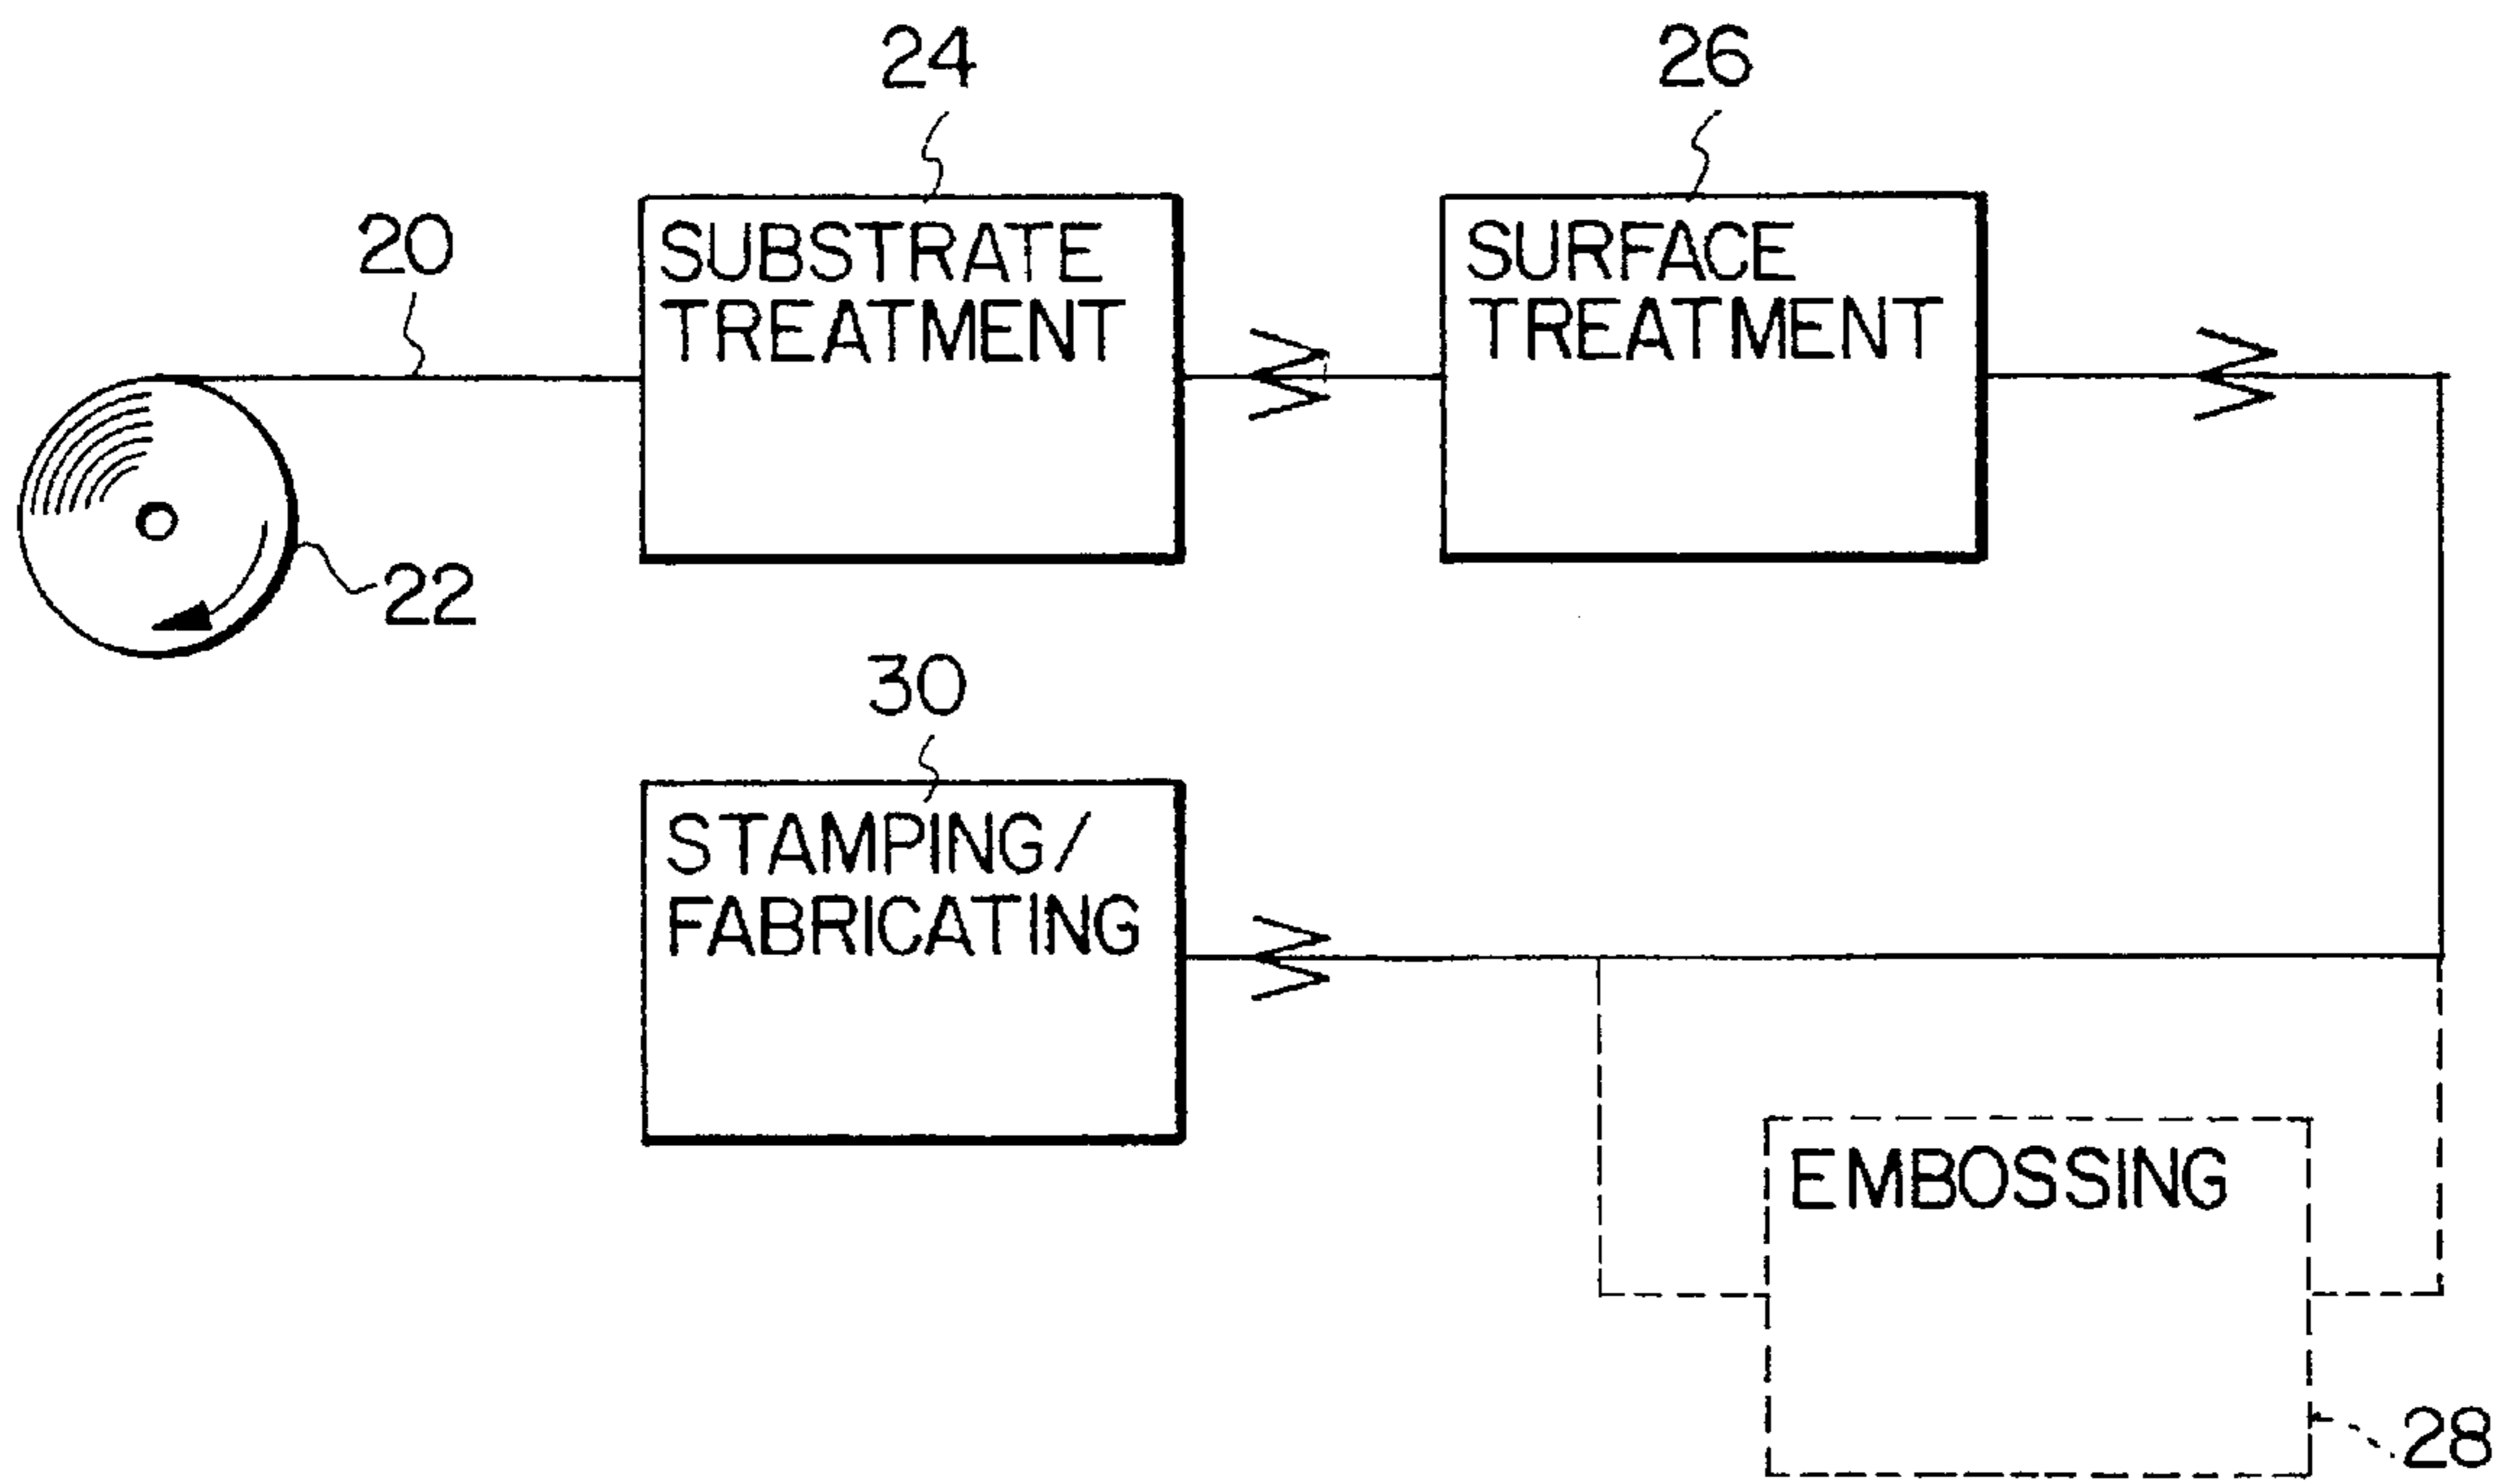 24
26
20
SUBSTRATE
TREATMENT
SURFACE
TREATMENT
22
30
STAMPING/
FABRICATING
EMBOSSING
28